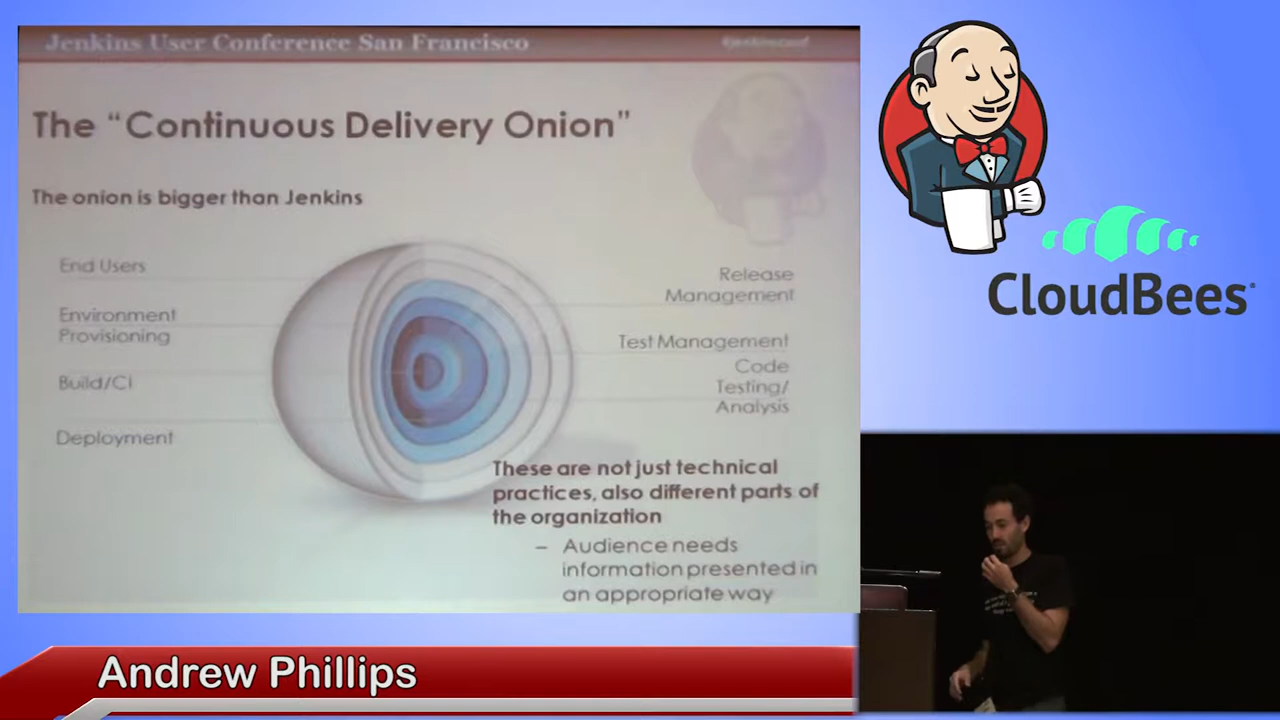 Jenkins User Conference San Francisco
#jenkinsconf
The “Continuous Delivery Onion”
The onion is bigger than Jenkins
End Users
Environment
Provisioning
Build/CI
Deployment
Release
Management
Test Management
Code
Testing/
Analysis
These are not just technical
practices, also different parts of
the organization
– Audience needs
information presented in
an appropriate way
CloudBees
Andrew Phillips